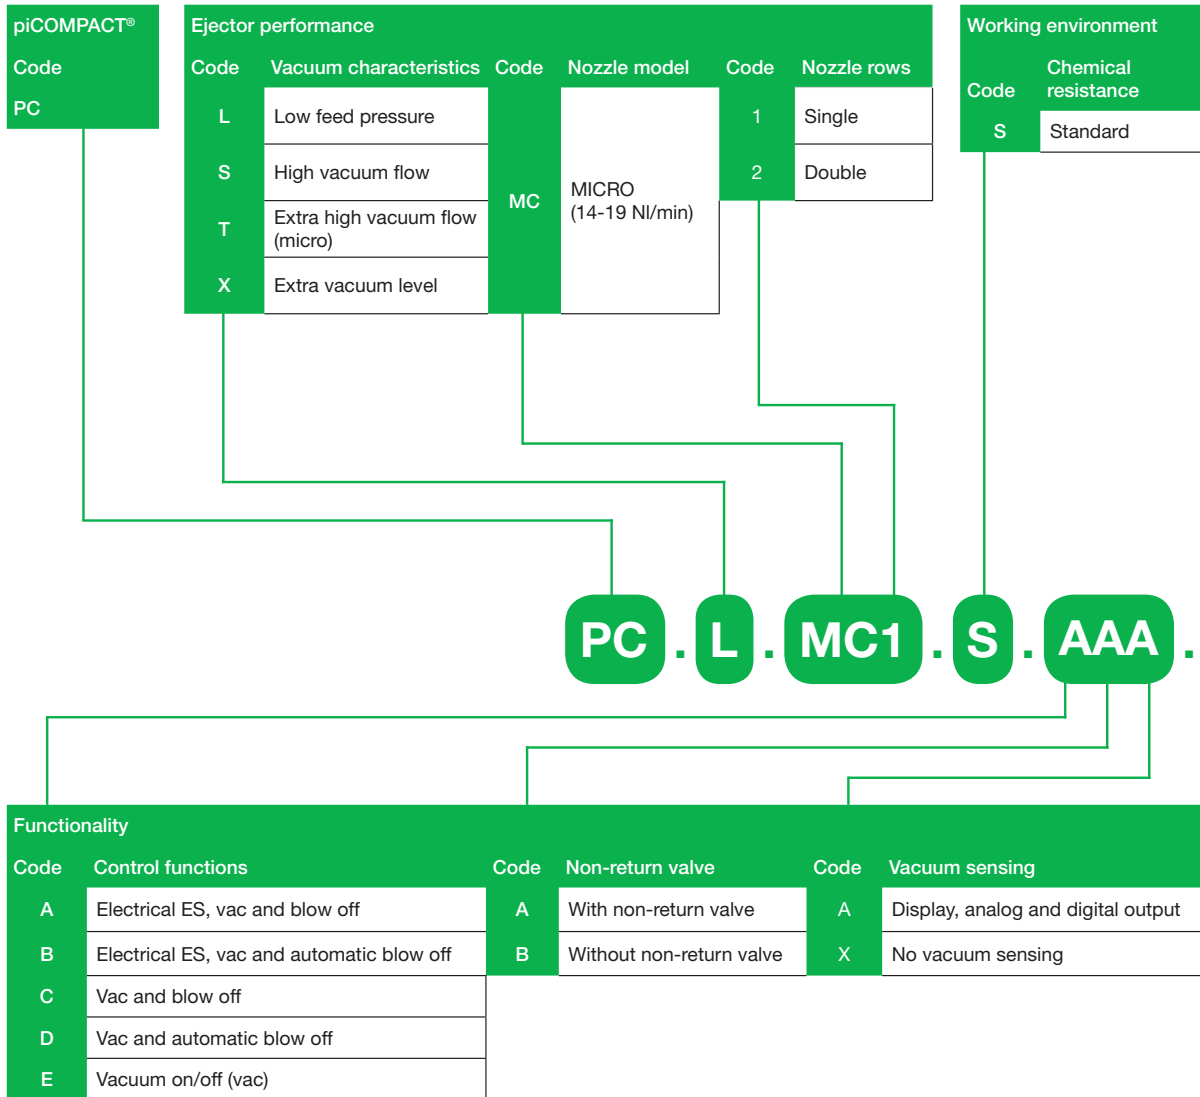 piCOMPACT®
Code
PC
Ejector performance
Code Vacuum characteristics Code Nozzle model Code Nozzle rows
L Low feed pressure
S High vacuum flow
T Extra high vacuum flow
(micro)
X Extra vacuum level
MC MICRO
(14-19 Nl/min)
1 Single
2 Double
Working environment
Code Chemical
resistance
S Standard
PC . L . MC1 . S . AAA .
Functionality
Code Control functions Code Non-return valve Code Vacuum sensing
A Electrical ES, vac and blow off A With non-return valve A Display, analog and digital output
B Electrical ES, vac and automatic blow off B Without non-return valve X No vacuum sensing
C Vac and blow off
D Vac and automatic blow off
E Vacuum on/off (vac)